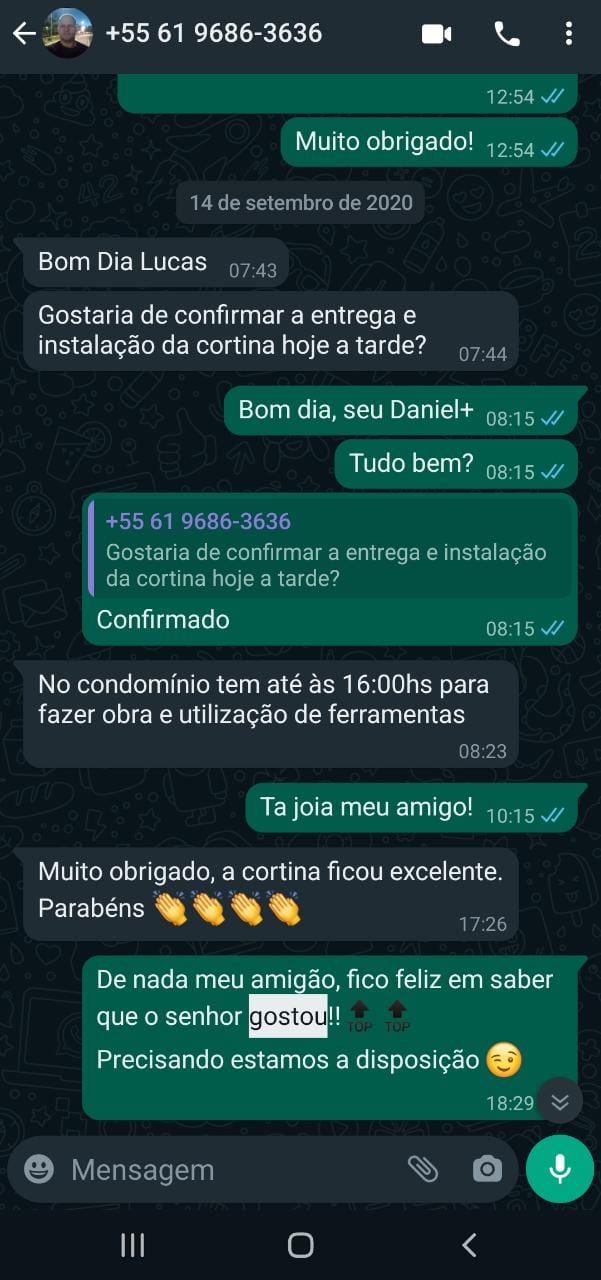 +55 61 9686-3636
12:54
Muito obrigado! 12:54
14 de setembro de 2020
Bom Dia Lucas 07:43
Gostaria de confirmar a entrega e
instalação da cortina hoje a tarde? 07:44
Bom dia, seu Daniel+ 08:15
Tudo bem? 08:15
+55 61 9686-3636
Gostaria de confirmar a entrega e instalação
da cortina hoje a tarde?
Confirmado 08:15
No condomínio tem até às 16:00hs para
fazer obra e utilização de ferramentas
08:23
Ta joia meu amigo! 10:15
Muito obrigado, a cortina ficou excelente.
Parabéns 👏👏👏👏 17:26
De nada meu amigão, fico feliz em saber
que o senhor gostou!! 🔝 🔝
Precisando estamos a disposição 😉
18:29
Mensagem